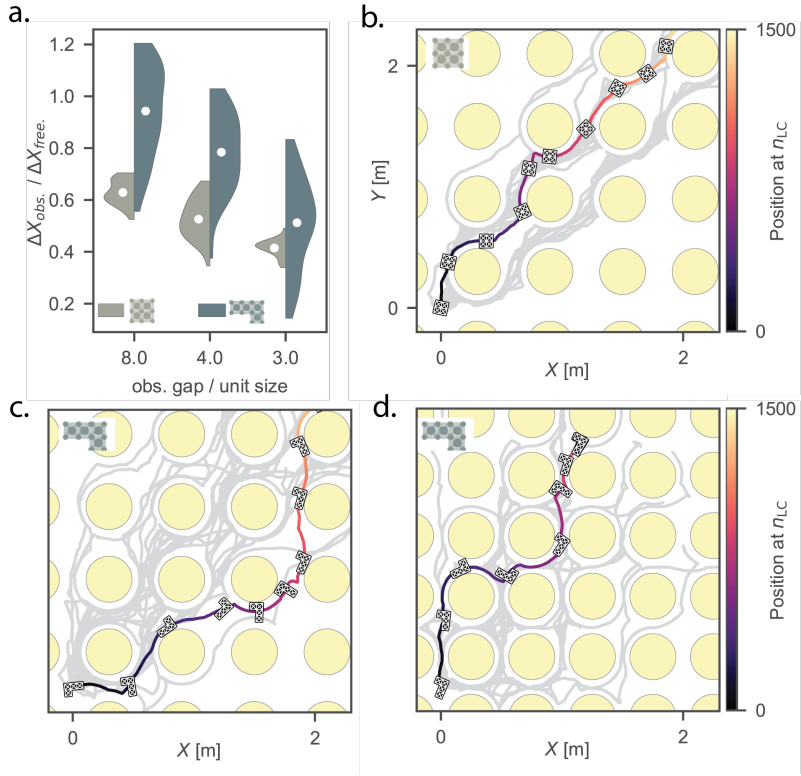 a.
1.2
1.0
0.8
0.6
0.4
0.2
ΔX_obs. / ΔX_free.
8.0 4.0 3.0
obs. gap / unit size
b.
2
0
Y [m]
0 2
X [m]
1500
0
Position at n_LC
c.
0 2
X [m]
d.
0 2
X [m]
1500
0
Position at n_LC